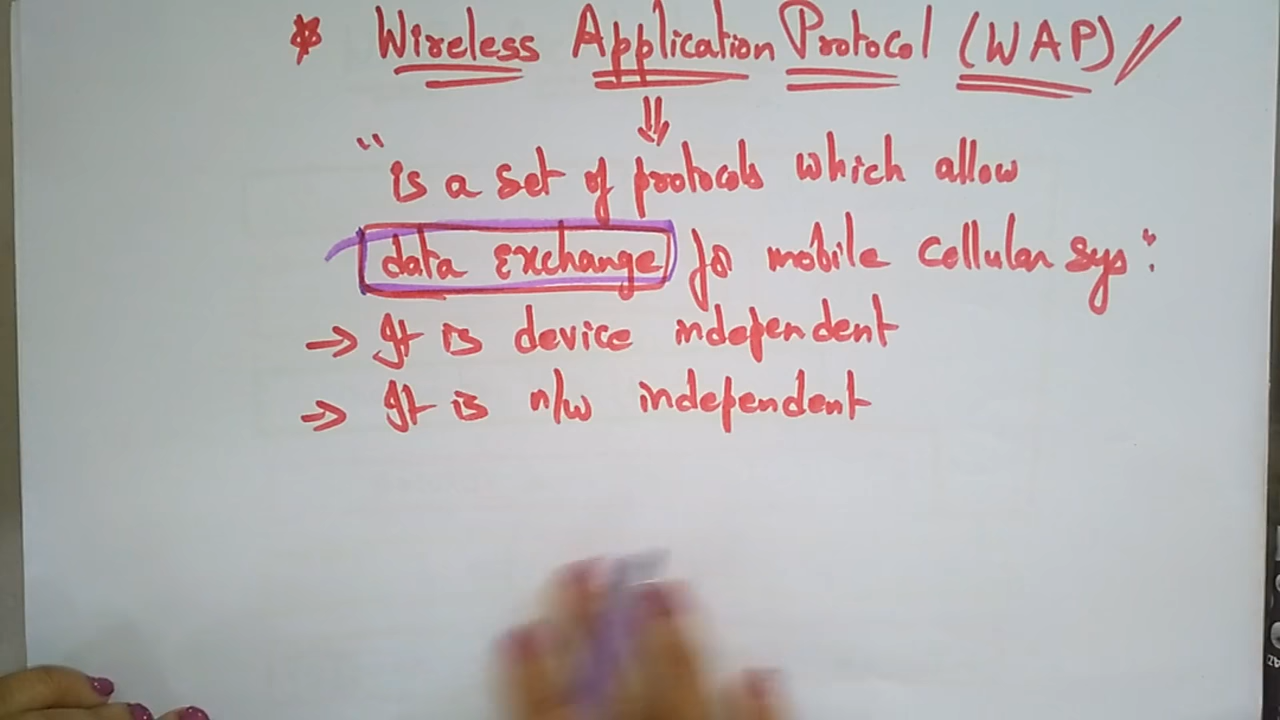 * Wireless Application Protocol (WAP) //
⇓
" is a set of protocols which allow
data exchange for mobile cellular sys":
→ It is device independent
→ It is n/w independent